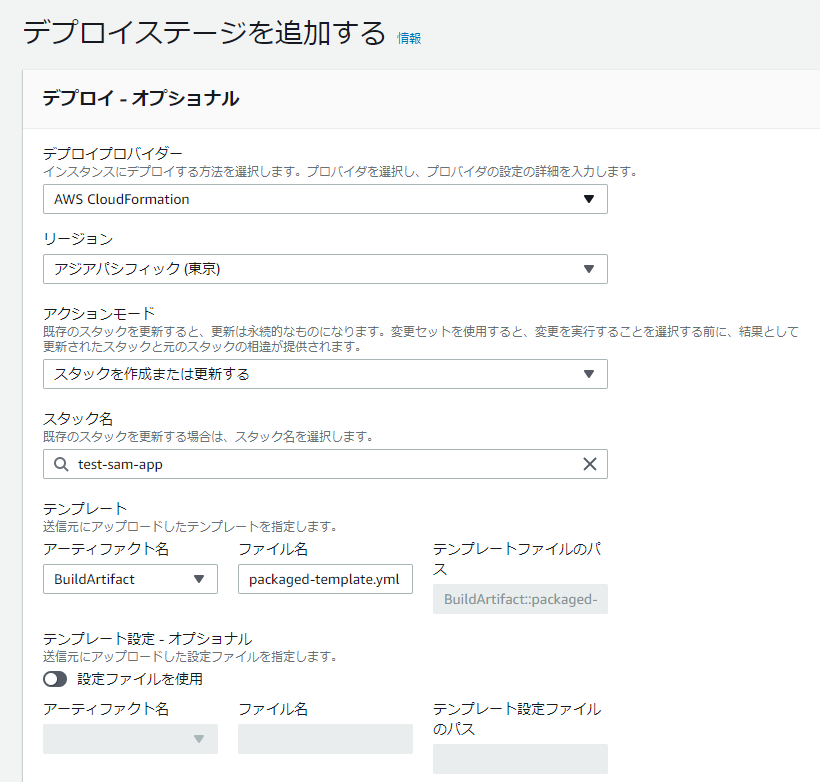 デプロイステージを追加する 情報
デプロイ - オプショナル
デプロイプロバイダー
インスタンスにデプロイする方法を選択します。プロバイダを選択し、プロバイダの設定の詳細を入力します。
AWS CloudFormation
リージョン
アジアパシフィック (東京)
アクションモード
既存のスタックを更新すると、更新は永続的なものになります。変更セットを使用すると、変更を実行することを選択する前に、結果として
更新されたスタックと元のスタックの相違が提供されます。
スタックを作成または更新する
スタック名
既存のスタックを更新する場合は、スタック名を選択します。
test-sam-app
テンプレート
送信元にアップロードしたテンプレートを指定します。
アーティファクト名
ファイル名
テンプレートファイルのパ
ス
BuildArtifact
packaged-template.yml
BuildArtifact::packaged-
テンプレート設定 - オプショナル
送信元にアップロードした設定ファイルを指定します。
設定ファイルを使用
アーティファクト名
ファイル名
テンプレート設定ファイル
のパス